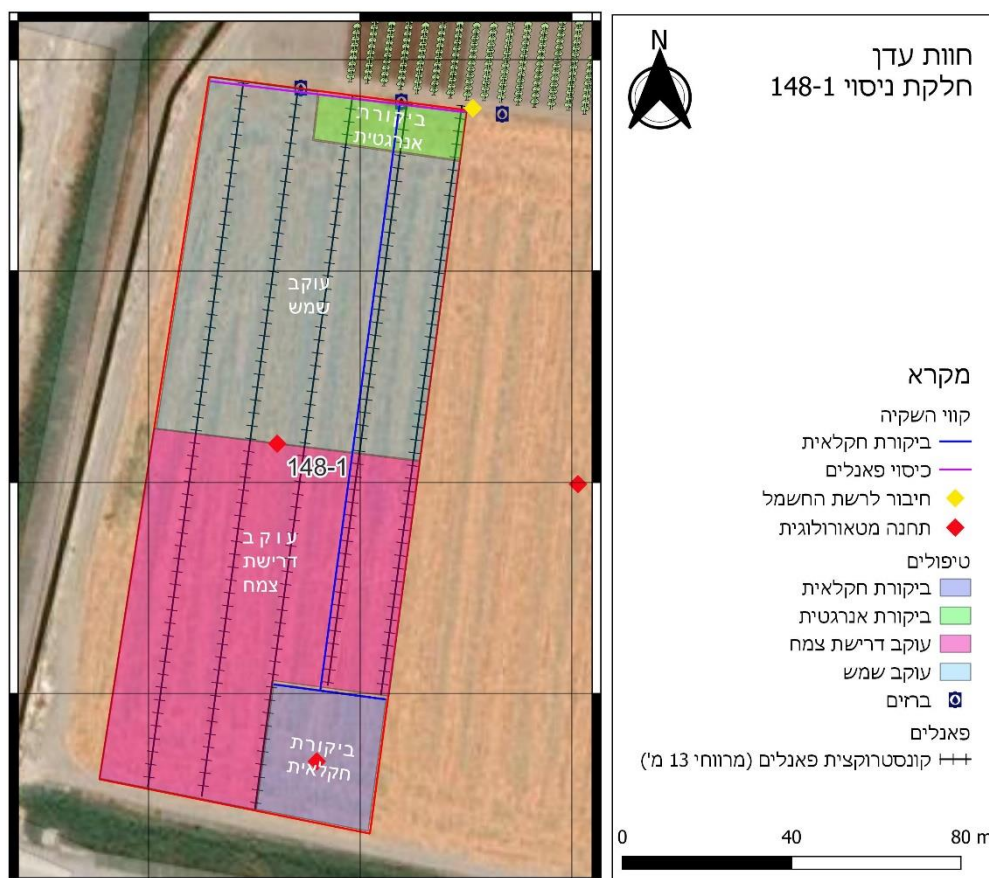 חוות עדן
חלקת ניסוי 148-1
N
ביקורת
אנרגטית
עוקב
שמש
148-1
עוקב
דרישת
צמח
ביקורת
חקלאית
מקרא
קווי השקיה
ביקורת חקלאית
כיסוי פאנלים
חיבור לרשת החשמל
תחנה מטאורולוגית
טיפולים
ביקורת חקלאית
ביקורת אנרגטית
עוקב דרישת צמח
עוקב שמש
ברזים
פאנלים
קונסטרוקצית פאנלים (מרווחי 13 מ')
0 40 80 m